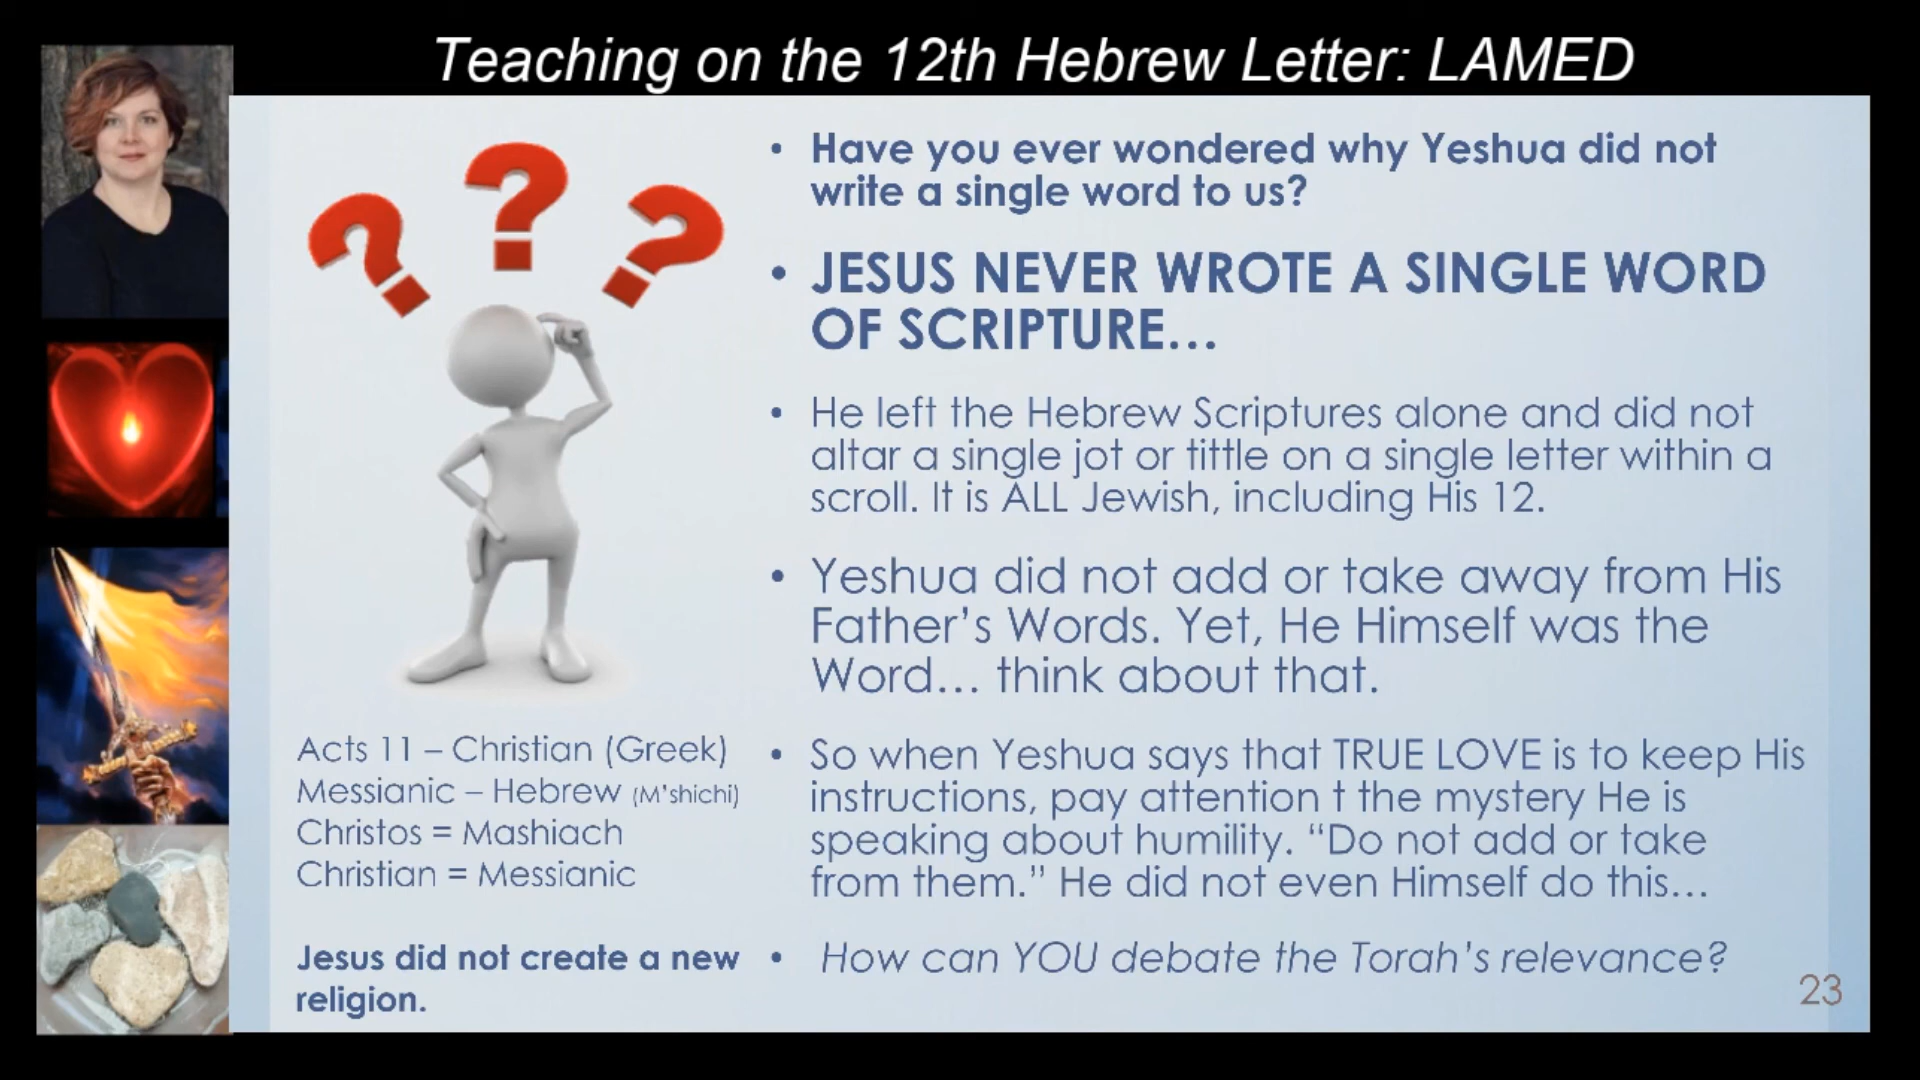 Teaching on the 12th Hebrew Letter: LAMED
• Have you ever wondered why Yeshua did not
write a single word to us?
• JESUS NEVER WROTE A SINGLE WORD
OF SCRIPTURE…
• He left the Hebrew Scriptures alone and did not
altar a single jot or tittle on a single letter within a
scroll. It is ALL Jewish, including His 12.
• Yeshua did not add or take away from His
Father’s Words. Yet, He Himself was the
Word… think about that.
• So when Yeshua says that TRUE LOVE is to keep His
instructions, pay attention t the mystery He is
speaking about humility. “Do not add or take
from them.” He did not even Himself do this…
• How can YOU debate the Torah’s relevance?
Acts 11 – Christian (Greek)
Messianic – Hebrew (M’shichi)
Christos = Mashiach
Christian = Messianic
Jesus did not create a new
religion.
23